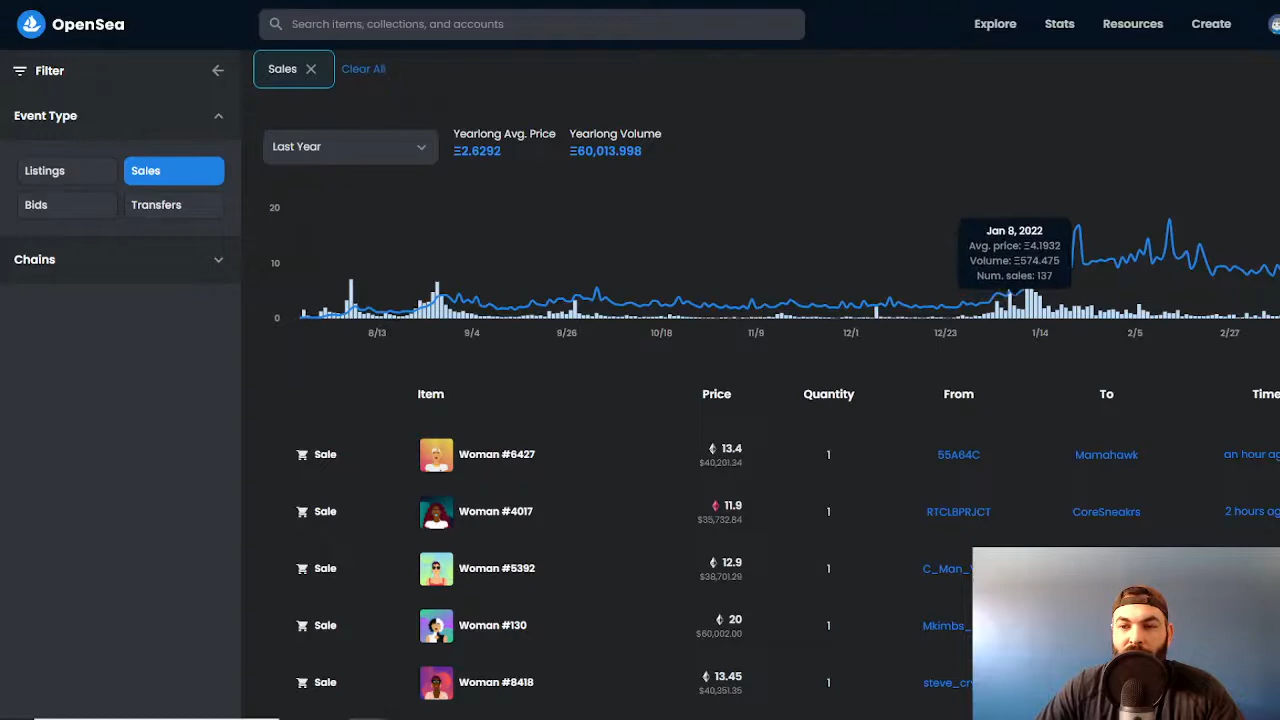 OpenSea
Search items, collections, and accounts
Explore
Stats
Resources
Create
Filter
Sales
Clear All
Event Type
Listings
Sales
Bids
Transfers
Chains
Last Year
Yearlong Avg. Price
Ξ2.6292
Yearlong Volume
Ξ60,013.998
20
10
0
Jan 8, 2022
Avg. price: Ξ4.1932
Volume: Ξ574.475
Num. sales: 137
8/13
9/4
9/26
10/18
11/9
12/1
12/23
1/14
2/5
2/27
Item
Price
Quantity
From
To
Time
Sale
Woman #6427
13.4
$40,201.34
1
55A64C
Mamahawk
an hour ag
Sale
Woman #4017
11.9
$35,732.84
1
RTCLBPRJCT
CoreSneakrs
2 hours ag
Sale
Woman #5392
12.9
$38,701.29
1
C_Man_
Sale
Woman #130
20
$60,002.00
1
Mkimbs_
Sale
Woman #8418
13.45
$40,351.35
1
steve_cr